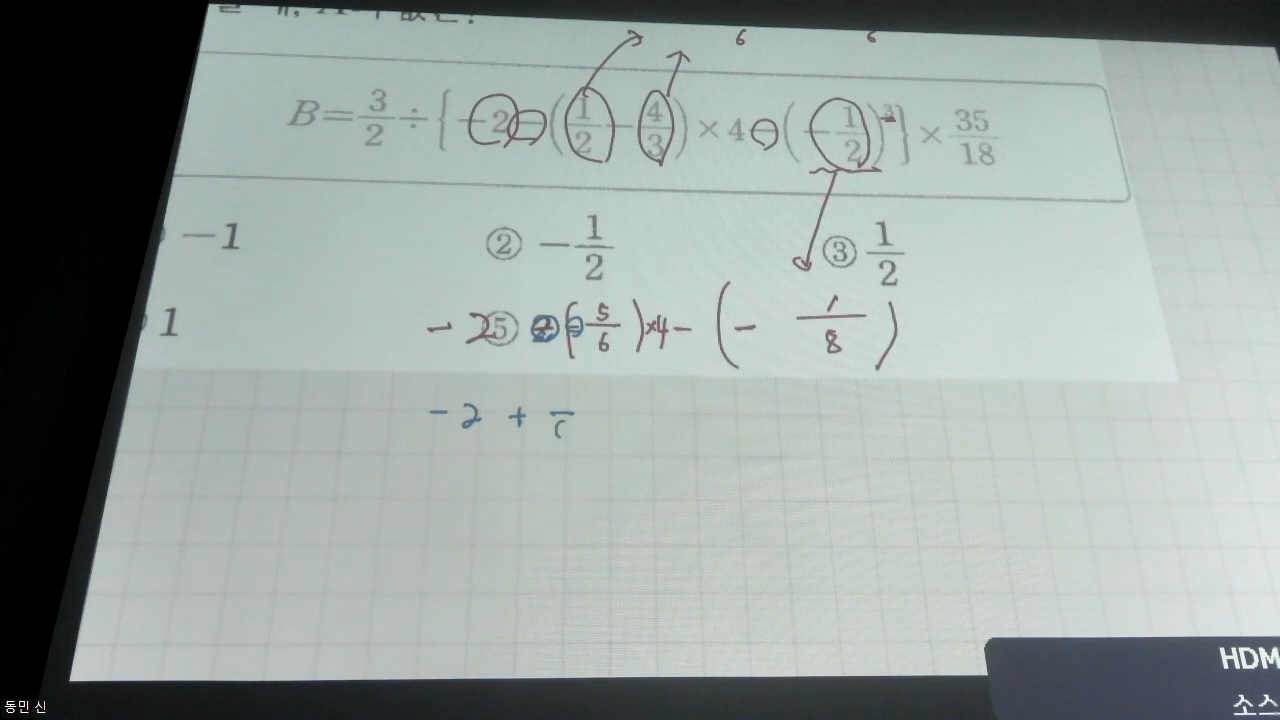 6 6
B = 3/2 ÷ { -2 - ( 1/2 - 4/3 ) × 4 - ( - 1/2 )³ } × 35/18
-1 ② - 1/2 ③ 1/2
1 ⑤
- 2 - ( - 5/6 ) × 4 - ( - 1/8 )
- 2 +
HDM
소스
동민 신